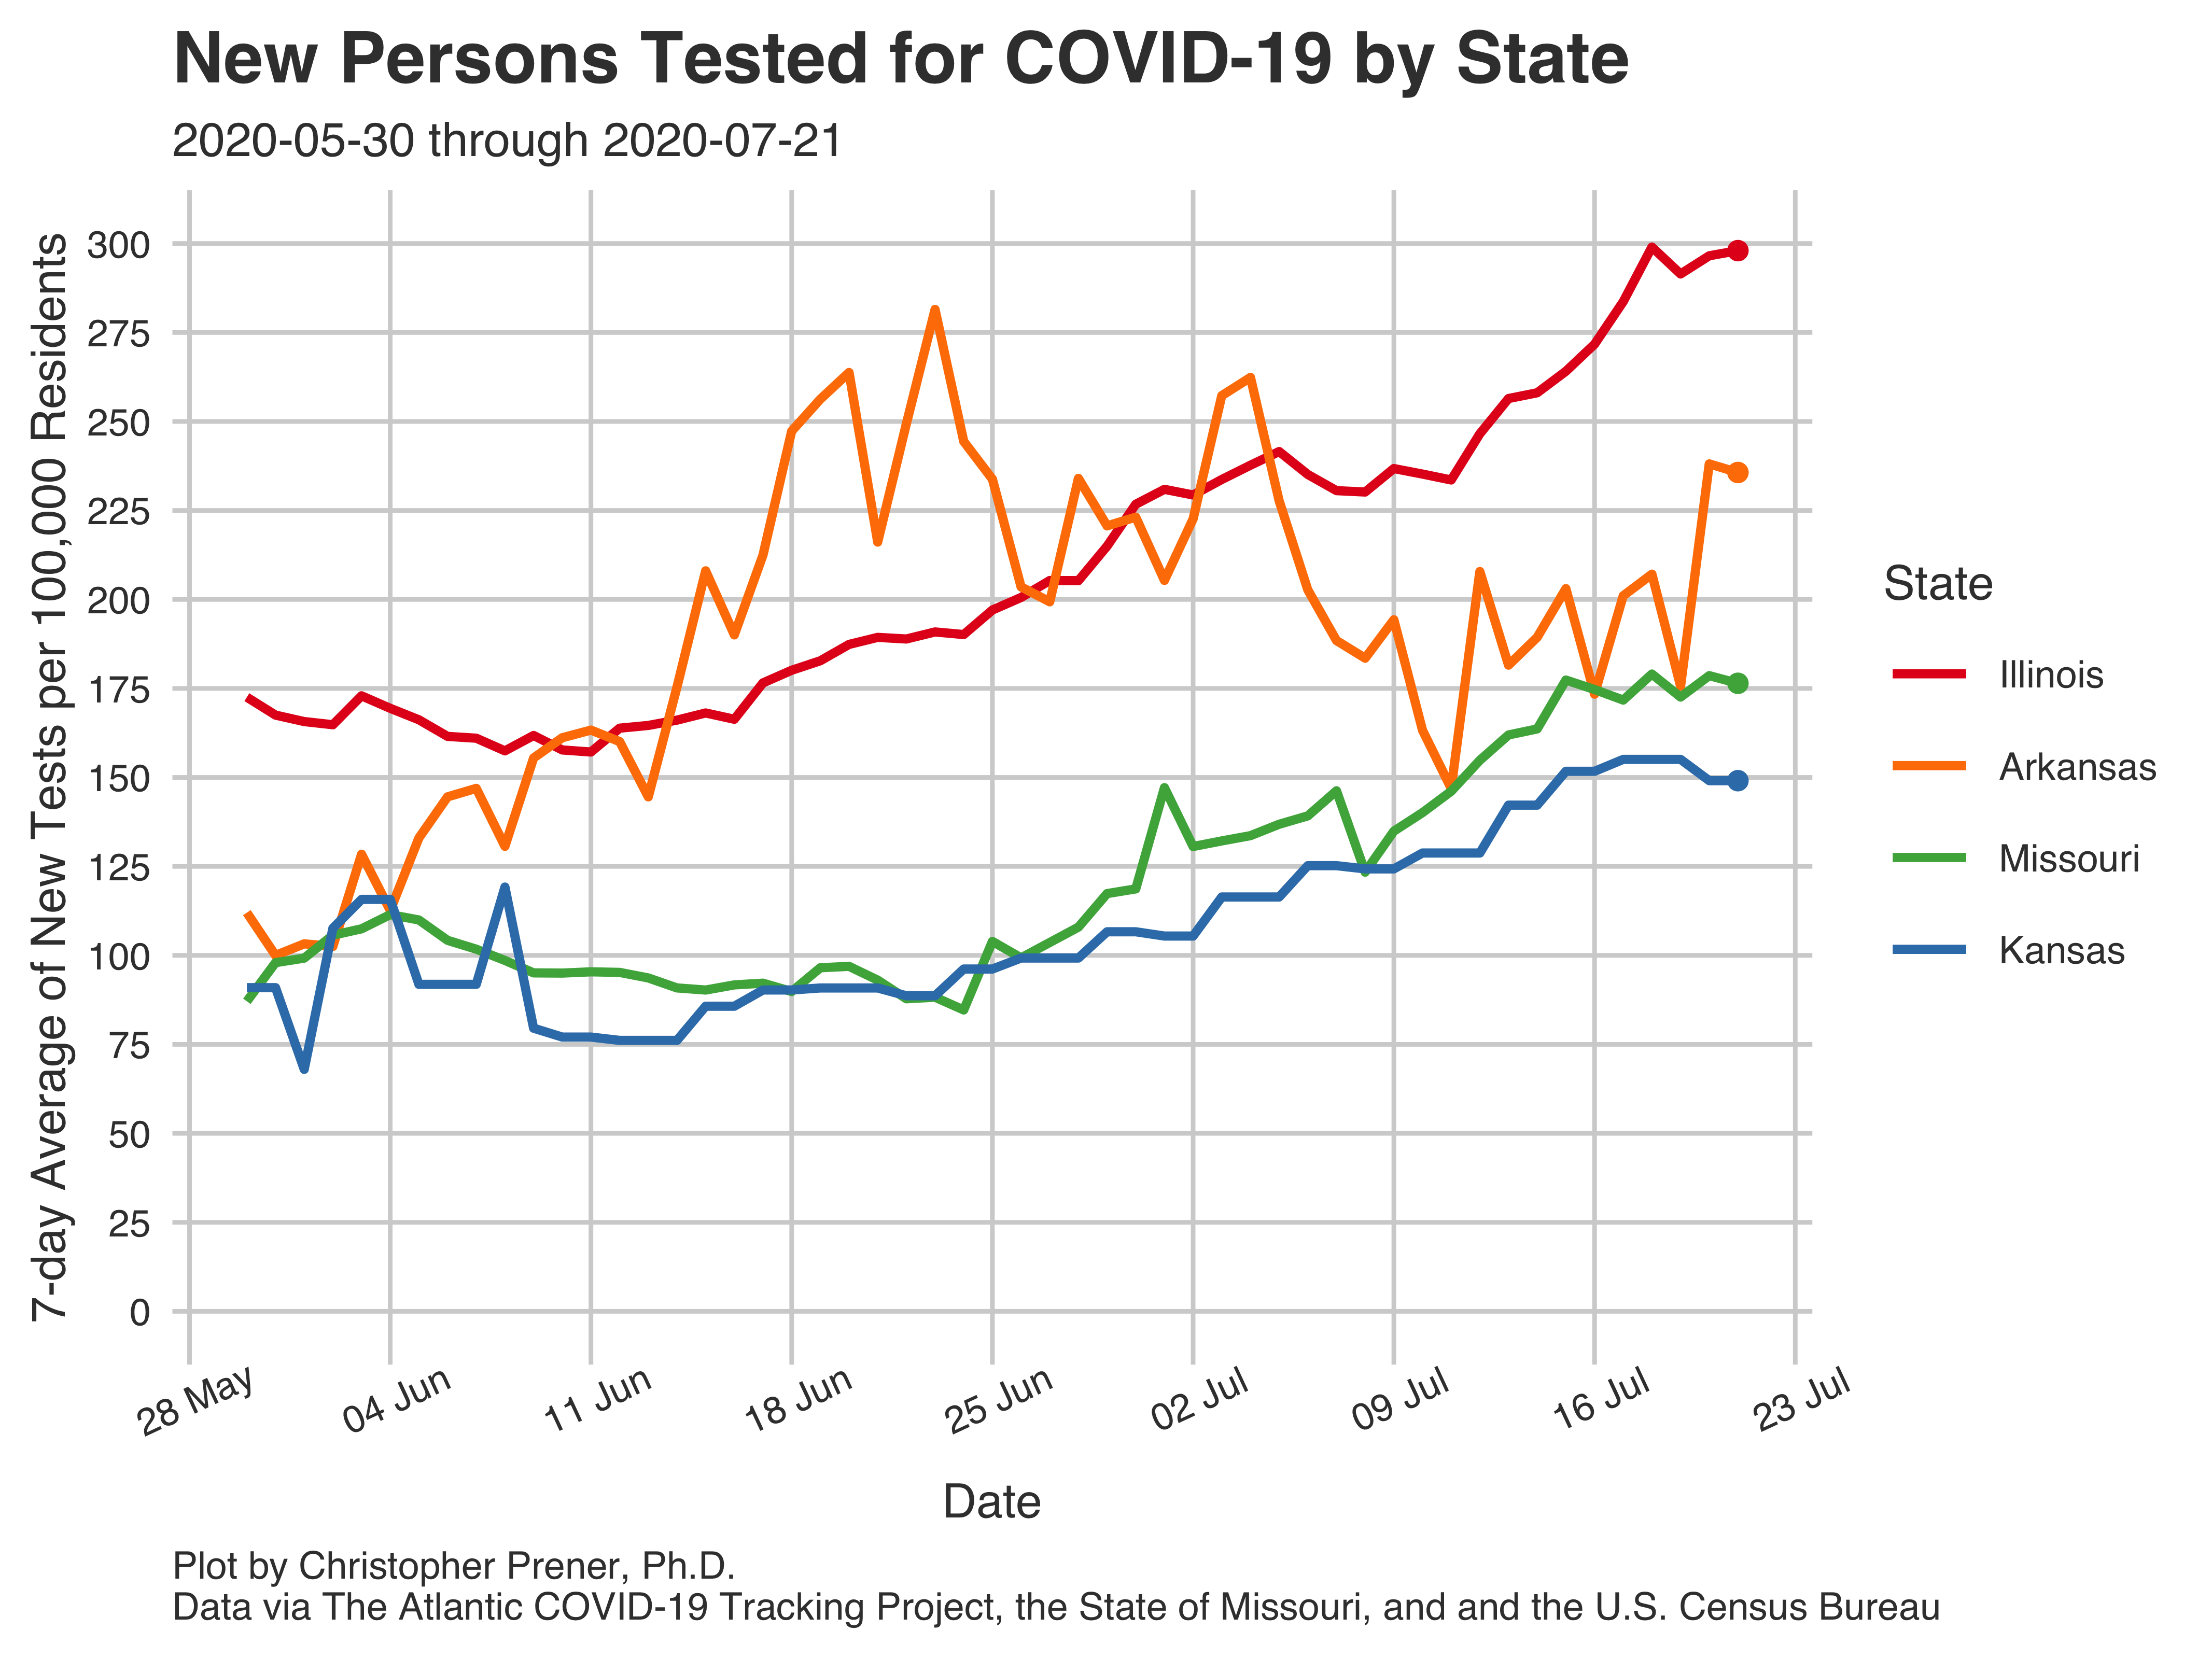 New Persons Tested for COVID-19 by State
2020-05-30 through 2020-07-21
7-day Average of New Tests per 100,000 Residents
300
275
250
225
200
175
150
125
100
75
50
25
0
28 May
04 Jun
11 Jun
18 Jun
25 Jun
02 Jul
09 Jul
16 Jul
23 Jul
Date
State
Illinois
Arkansas
Missouri
Kansas
Plot by Christopher Prener, Ph.D.
Data via The Atlantic COVID-19 Tracking Project, the State of Missouri, and and the U.S. Census Bureau